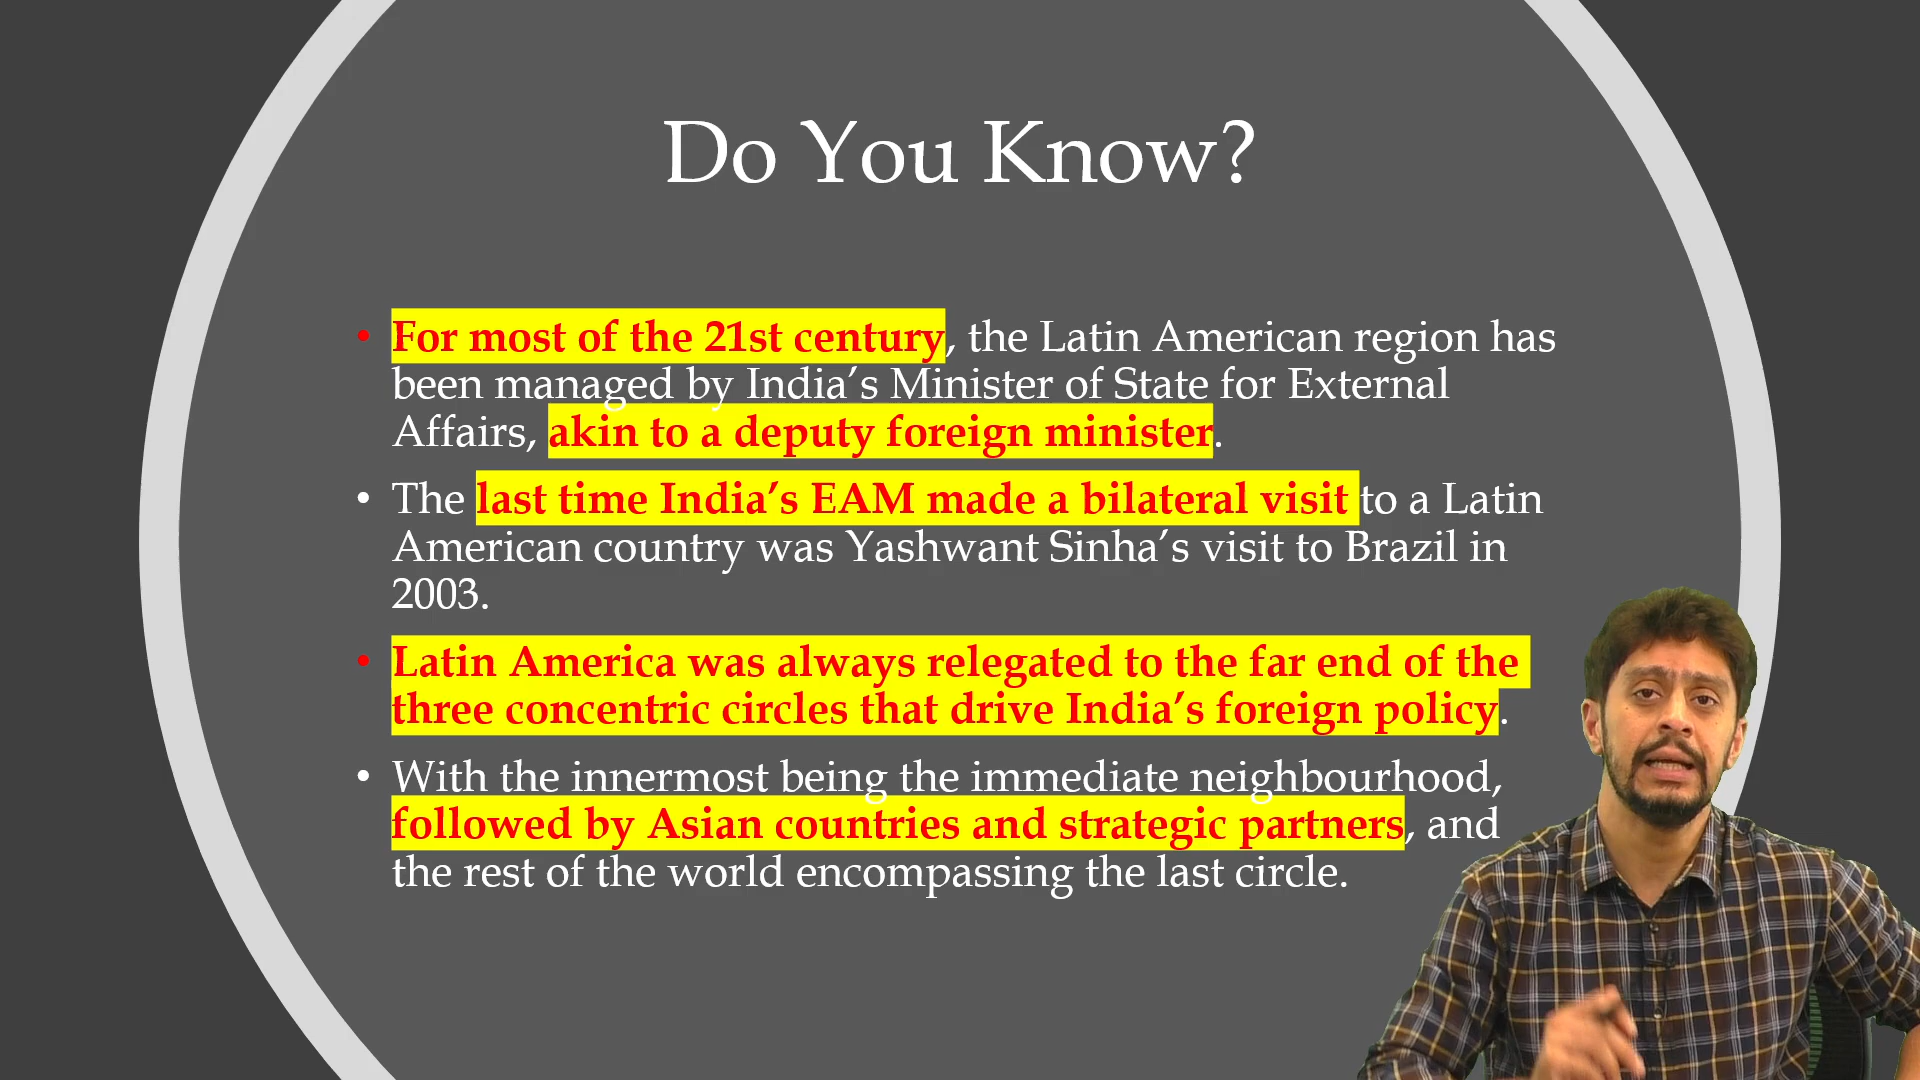 Do You Know?
• For most of the 21st century, the Latin American region has
been managed by India’s Minister of State for External
Affairs, akin to a deputy foreign minister.
• The last time India’s EAM made a bilateral visit to a Latin
American country was Yashwant Sinha’s visit to Brazil in
2003.
• Latin America was always relegated to the far end of the
three concentric circles that drive India’s foreign policy.
• With the innermost being the immediate neighbourhood,
followed by Asian countries and strategic partners, and
the rest of the world encompassing the last circle.